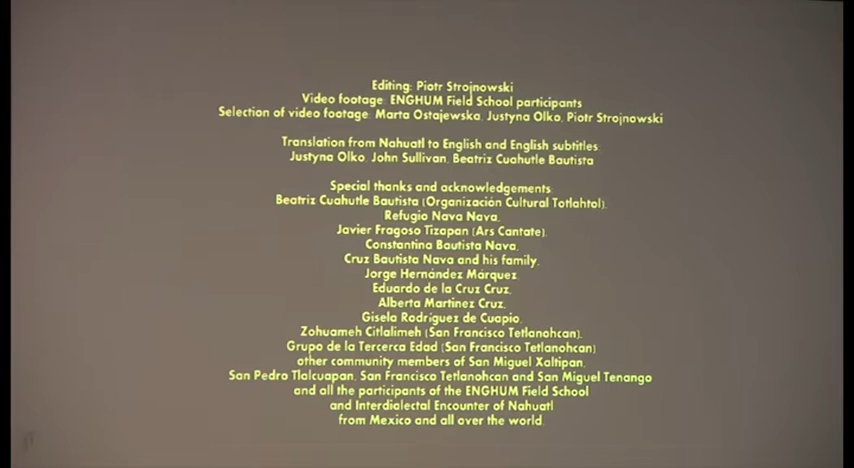 Editing: Piotr Strojnowski
Video footage: ENGHUM Field School participants
Selection of video footage: Marta Ostajewska, Justyna Olko, Piotr Strojnowski
Translation from Nahuatl to English and English subtitles:
Justyna Olko, John Sullivan, Beatriz Cuahutle Bautista
Special thanks and acknowledgements:
Beatriz Cuahutle Bautista (Organización Cultural Totlahtol),
Refugio Nava Nava,
Javier Fragoso Tizapan (Ars Cantate),
Constantina Bautista Nava,
Cruz Bautista Nava and his family,
Jorge Hernández Márquez,
Eduardo de la Cruz Cruz,
Alberta Martínez Cruz,
Gisela Rodríguez de Cuapio,
Zohuameh Citlalimeh (San Francisco Tetlanohcan),
Grupo de la Tercerca Edad (San Francisco Tetlanohcan)
other community members of San Miguel Xaltipan,
San Pedro Tlalcuapan, San Francisco Tetlanohcan and San Miguel Tenango
and all the participants of the ENGHUM Field School
and Interdialectal Encounter of Nahuatl
from Mexico and all over the world.